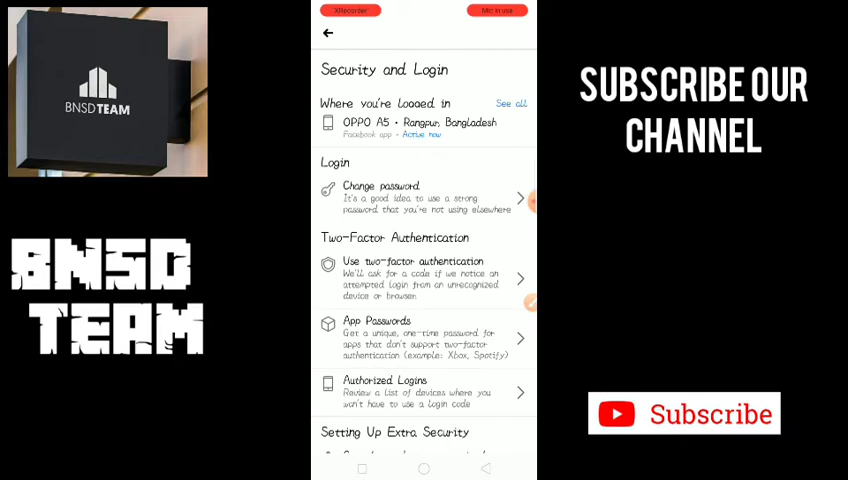 BNSDTEAM
BNSD
TEAM
XRecorder
Mic in use
Security and Login
Where you're logged in
See all
OPPO A5 • Rangpur, Bangladesh
Facebook app • Active now
Login
Change password
It's a good idea to use a strong
password that you're not using elsewhere
Two-Factor Authentication
Use two-factor authentication
We'll ask for a code if we notice an
attempted login from an unrecognized
device or browser.
App Passwords
Get a unique, one-time password for
apps that don't support two-factor
authentication (example: Xbox, Spotify)
Authorized Logins
Review a list of devices where you
won't have to use a login code
Setting Up Extra Security
SUBSCRIBE OUR
CHANNEL
Subscribe